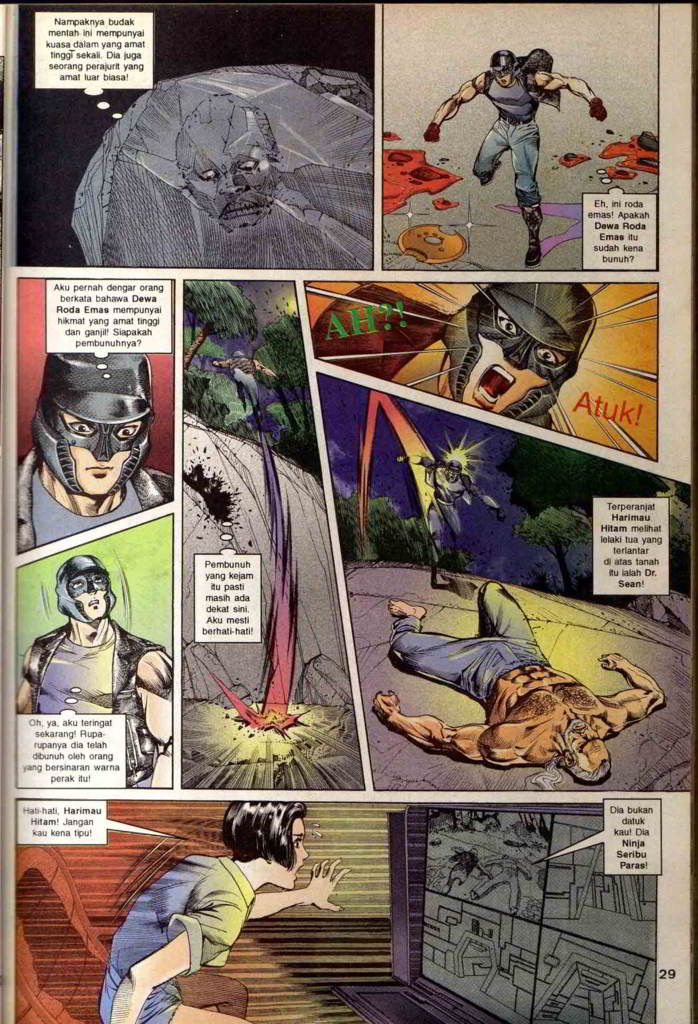 Nampaknya budak
mentah ini mempunyai
kuasa dalam yang amat
tinggi sekali. Dia juga
seorang perajurit yang
amat luar biasa!
Eh, ini roda
emas! Apakah
Dewa Roda
Emas itu
sudah kena
bunuh?
Aku pernah dengar orang
berkata bahawa Dewa
Roda Emas mempunyai
hikmat yang amat tinggi
dan ganjil! Siapakah
pembunuhnya?
Oh, ya, aku teringat
sekarang! Rupa-
rupanya dia telah
dibunuh oleh orang
yang bersinaran warna
perak itu!
Pembunuh
yang kejam
itu pasti
masih ada
dekat sini.
Aku mesti
berhati-hati!
AH?!
Atuk!
Terperanjat
Harimau
Hitam melihat
lelaki tua yang
terlantar
di atas tanah
itu ialah Dr.
Sean!
Hati-hati, Harimau
Hitam! Jangan
kau kena tipu!
Dia bukan
datuk
kau! Dia
Ninja
Seribu
Paras!
29